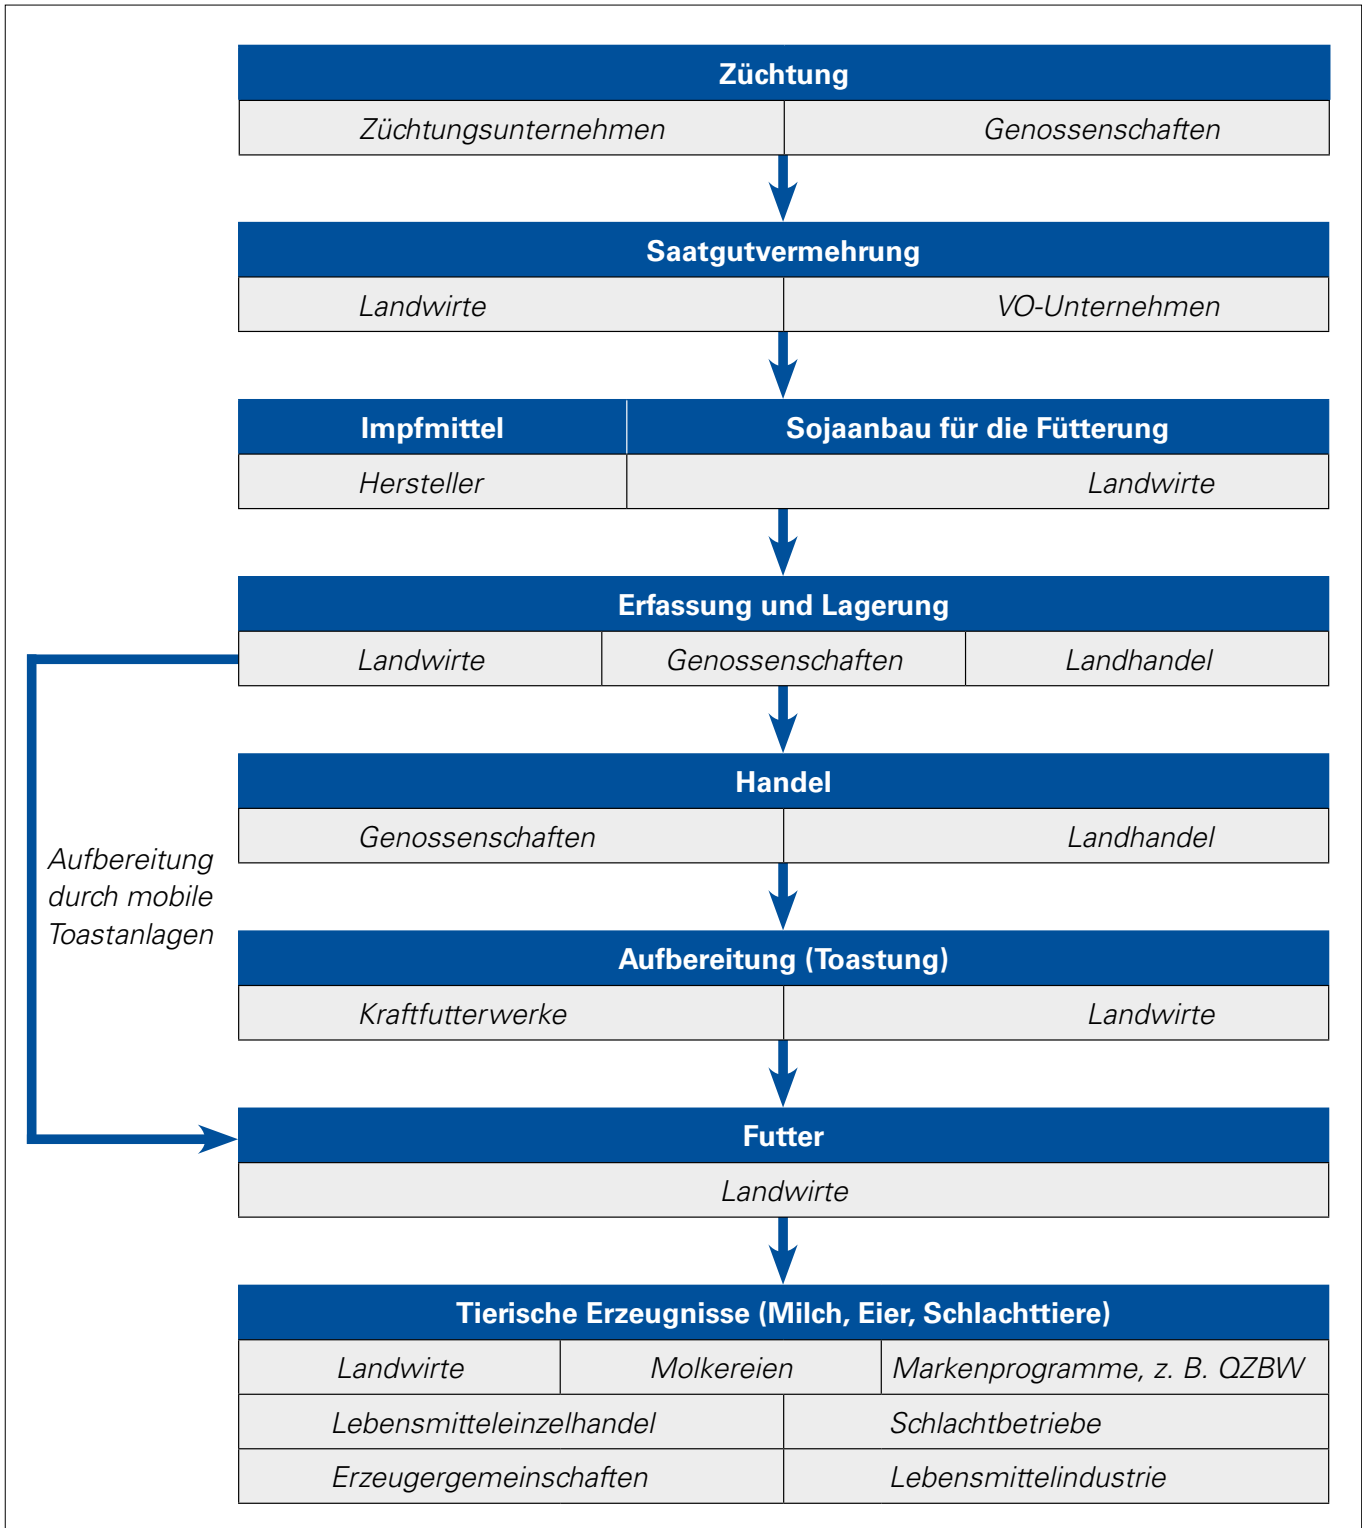 Züchtung
Züchtungsunternehmen
Genossenschaften
Saatgutvermehrung
Landwirte
VO-Unternehmen
Impfmittel
Sojaanbau für die Fütterung
Hersteller
Landwirte
Erfassung und Lagerung
Landwirte
Genossenschaften
Landhandel
Handel
Genossenschaften
Landhandel
Aufbereitung
durch mobile
Toastanlagen
Aufbereitung (Toastung)
Kraftfutterwerke
Landwirte
Futter
Landwirte
Tierische Erzeugnisse (Milch, Eier, Schlachttiere)
Landwirte
Molkereien
Markenprogramme, z. B. QZBW
Lebensmitteleinzelhandel
Schlachtbetriebe
Erzeugergemeinschaften
Lebensmittelindustrie